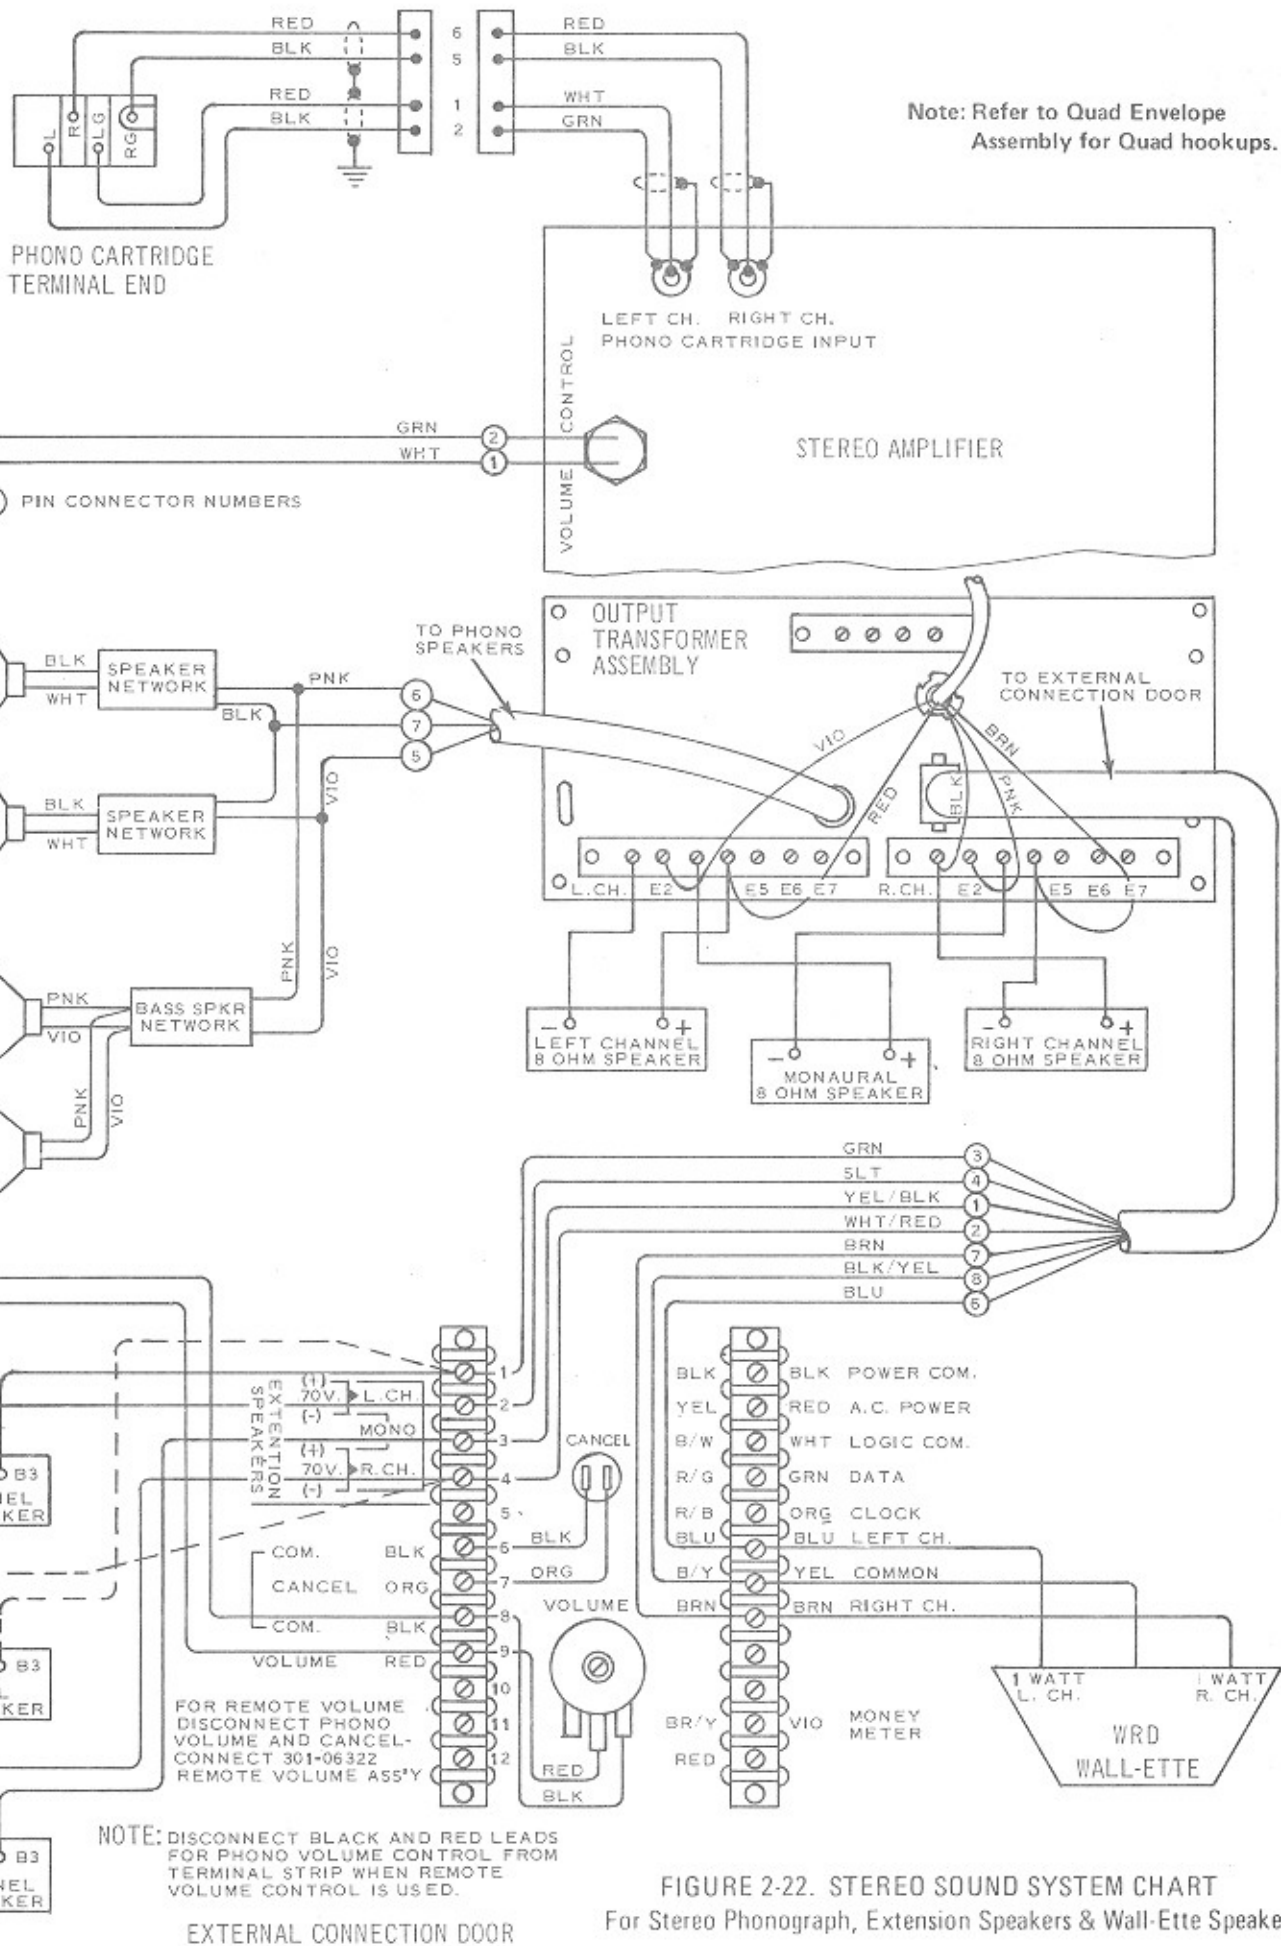 RED
BLK
RED
BLK
6
5
1
2
RED
BLK
WHT
GRN
L
R
LG
RG
Note: Refer to Quad Envelope
Assembly for Quad hookups.
PHONO CARTRIDGE
TERMINAL END
LEFT CH. RIGHT CH.
PHONO CARTRIDGE INPUT
VOLUME CONTROL
STEREO AMPLIFIER
GRN 2
WHT 1
PIN CONNECTOR NUMBERS
OUTPUT
TRANSFORMER
ASSEMBLY
TO PHONO
SPEAKERS
TO EXTERNAL
CONNECTION DOOR
BLK
WHT
SPEAKER
NETWORK
PNK
BLK
6
7
5
VIO
BLK
WHT
SPEAKER
NETWORK
VIO
RED
BLK
PNK
BRN
L.CH. E2 E5 E6 E7
R.CH. E2 E5 E6 E7
PNK
VIO
PNK
VIO
BASS SPKR
NETWORK
PNK
VIO
- +
LEFT CHANNEL
8 OHM SPEAKER
- +
MONAURAL
8 OHM SPEAKER
- +
RIGHT CHANNEL
8 OHM SPEAKER
GRN 3
SLT 4
YEL/BLK 1
WHT/RED 2
BRN 7
BLK/YEL 8
BLU 6
EXTENTION
SPEAKERS
(+)
70V. L.CH.
(-)
MONO
(+)
70V. R.CH.
(-)
1
2
3
4
5
6
7
8
9
10
11
12
CANCEL
BLK
ORG
COM. BLK
CANCEL ORG
COM. BLK
VOLUME RED
VOLUME
RED
BLK
FOR REMOTE VOLUME
DISCONNECT PHONO
VOLUME AND CANCEL-
CONNECT 301-06322
REMOTE VOLUME ASS'Y
BLK BLK POWER COM.
YEL RED A.C. POWER
B/W WHT LOGIC COM.
R/G GRN DATA
R/B ORG CLOCK
BLU BLU LEFT CH.
B/Y YEL COMMON
BRN BRN RIGHT CH.
BR/Y VIO MONEY
METER
RED
1 WATT
L. CH.
1 WATT
R. CH.
WRD
WALL-ETTE
B3
NEL
KER
B3
KER
B3
NEL
KER
NOTE: DISCONNECT BLACK AND RED LEADS
FOR PHONO VOLUME CONTROL FROM
TERMINAL STRIP WHEN REMOTE
VOLUME CONTROL IS USED.
EXTERNAL CONNECTION DOOR
FIGURE 2-22. STEREO SOUND SYSTEM CHART
For Stereo Phonograph, Extension Speakers & Wall-Ette Speake